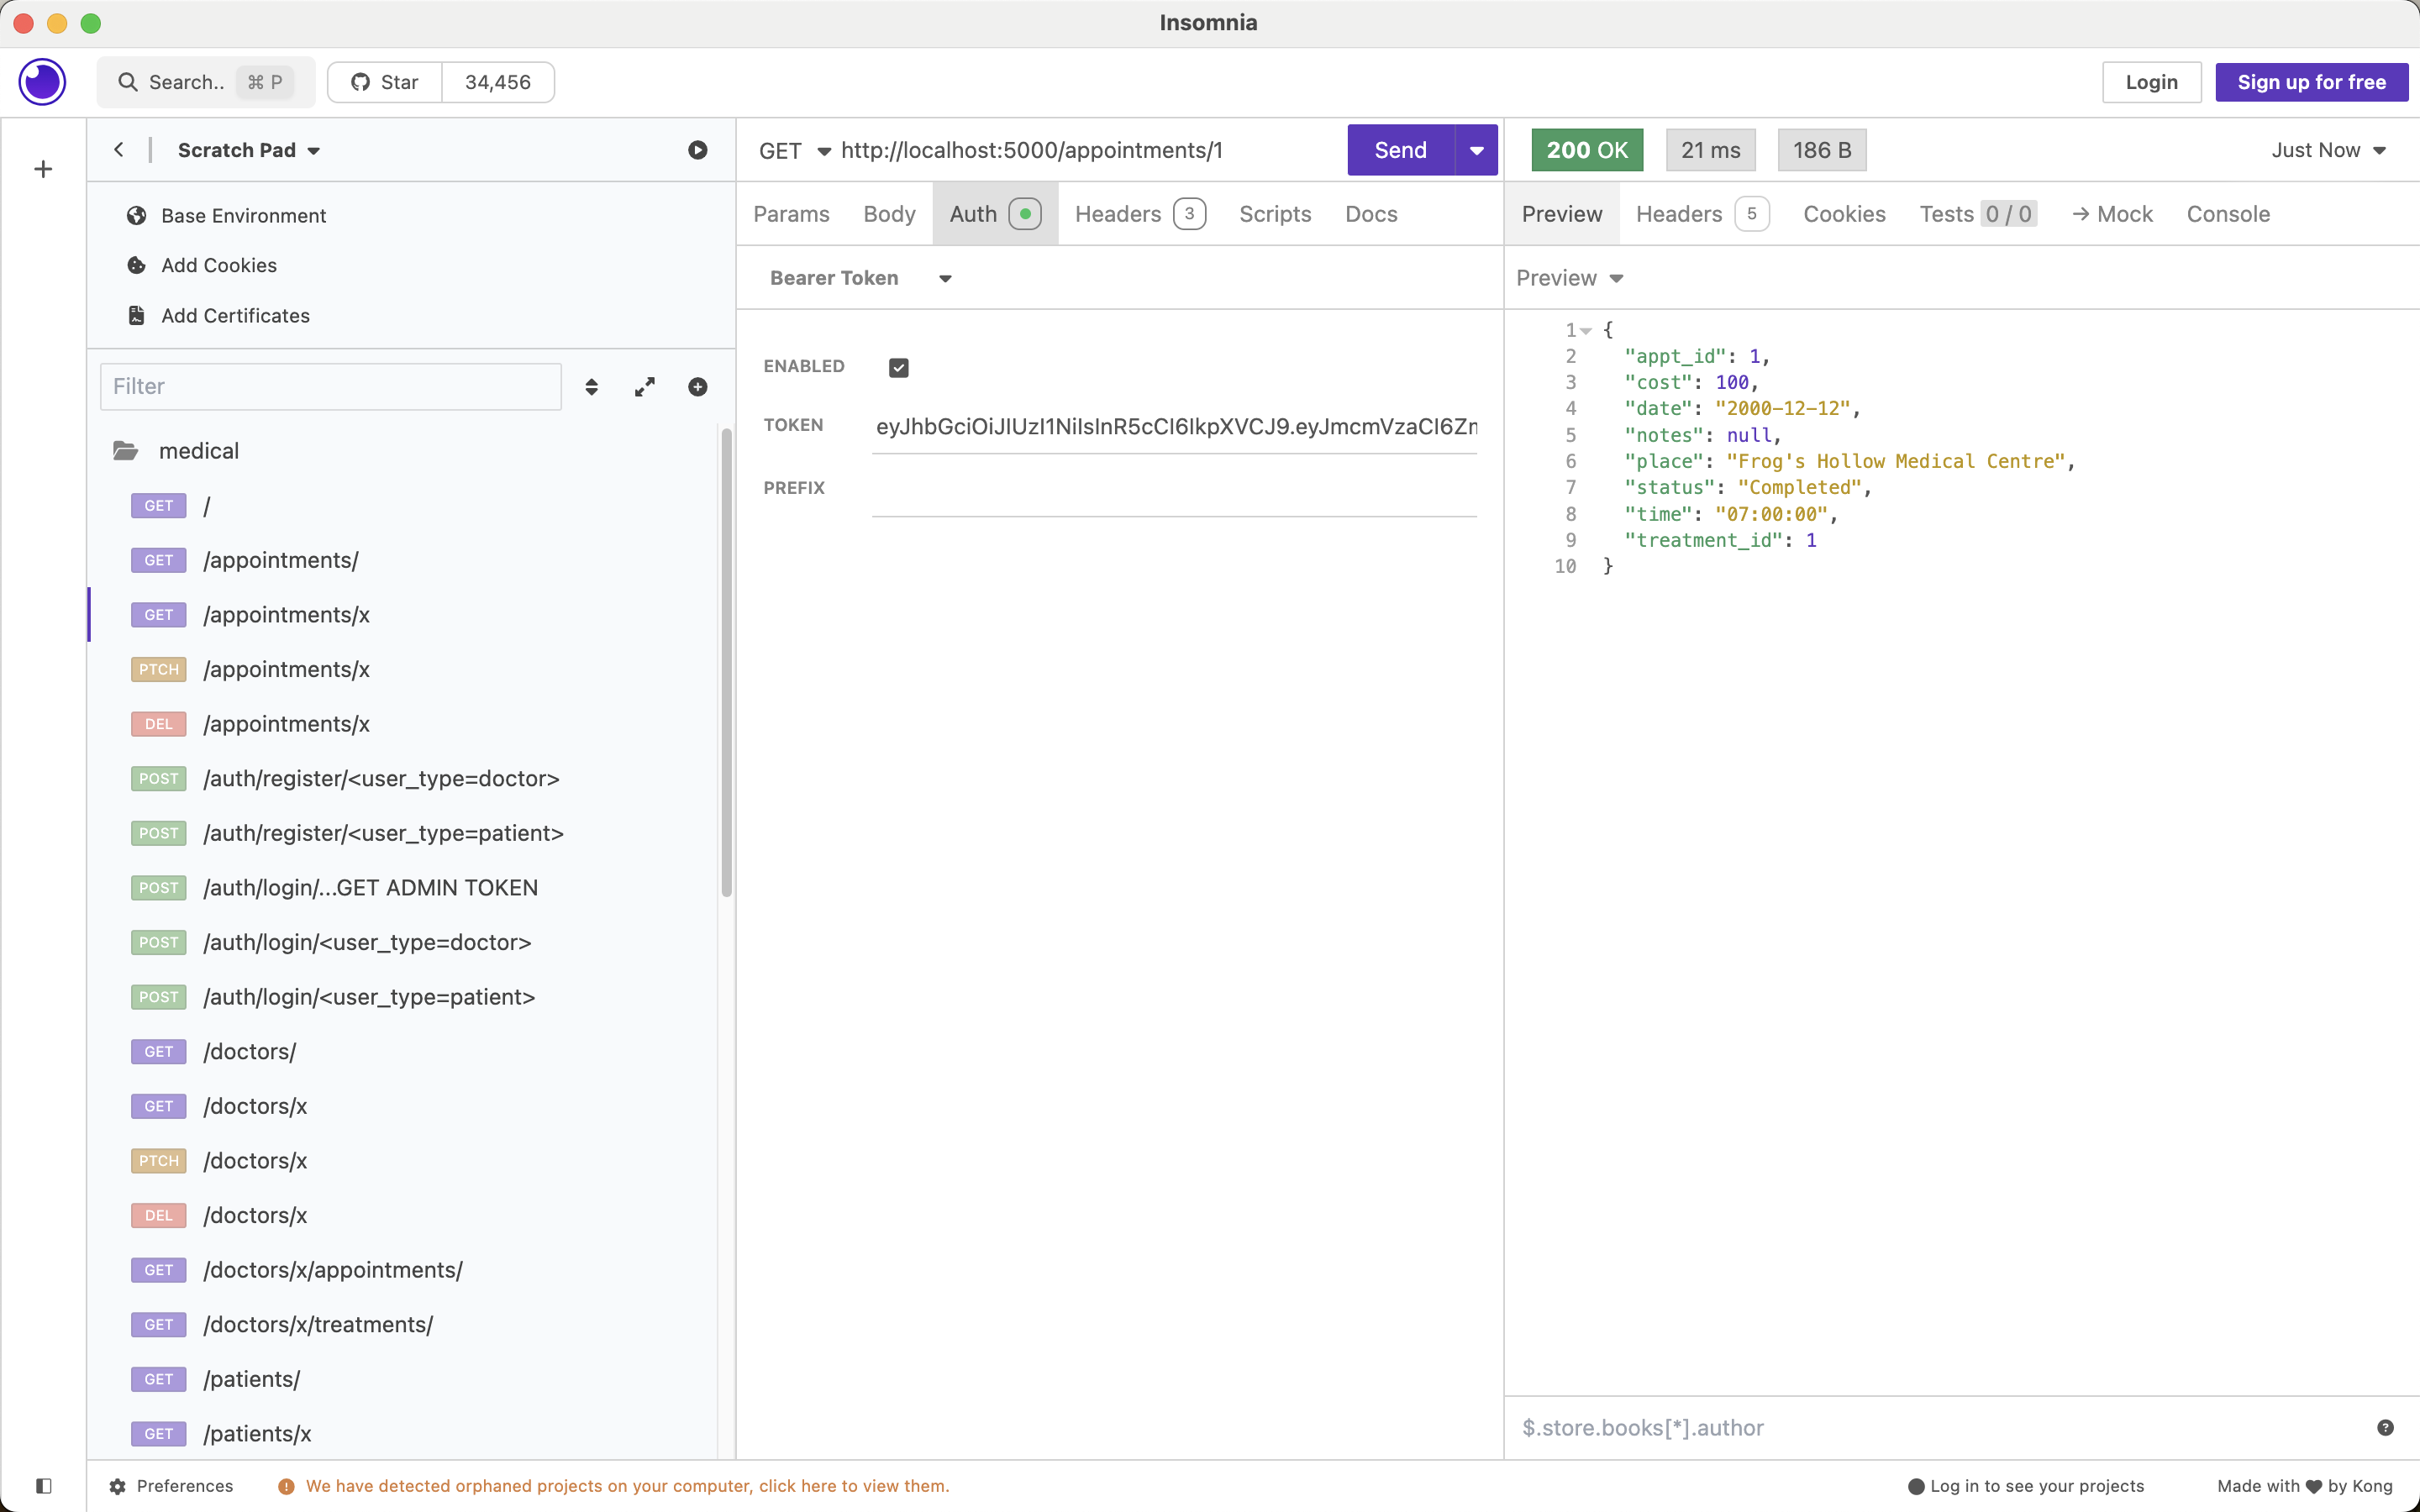 Insomnia
Search.. ⌘ P
Star 34,456
Login
Sign up for free
Scratch Pad
Base Environment
Add Cookies
Add Certificates
Filter
medical
GET /
GET /appointments/
GET /appointments/x
PTCH /appointments/x
DEL /appointments/x
POST /auth/register/<user_type=doctor>
POST /auth/register/<user_type=patient>
POST /auth/login/...GET ADMIN TOKEN
POST /auth/login/<user_type=doctor>
POST /auth/login/<user_type=patient>
GET /doctors/
GET /doctors/x
PTCH /doctors/x
DEL /doctors/x
GET /doctors/x/appointments/
GET /doctors/x/treatments/
GET /patients/
GET /patients/x
GET http://localhost:5000/appointments/1 Send
Params Body Auth Headers 3 Scripts Docs
Bearer Token
ENABLED
TOKEN eyJhbGciOiJIUzI1NiIsInR5cCI6IkpXVCJ9.eyJmcmVzaCI6Zm
PREFIX
200 OK 21 ms 186 B Just Now
Preview Headers 5 Cookies Tests 0 / 0 → Mock Console
Preview
1 {
2 "appt_id": 1,
3 "cost": 100,
4 "date": "2000-12-12",
5 "notes": null,
6 "place": "Frog's Hollow Medical Centre",
7 "status": "Completed",
8 "time": "07:00:00",
9 "treatment_id": 1
10 }
$.store.books[*].author
Preferences
We have detected orphaned projects on your computer, click here to view them.
Log in to see your projects
Made with ♥ by Kong